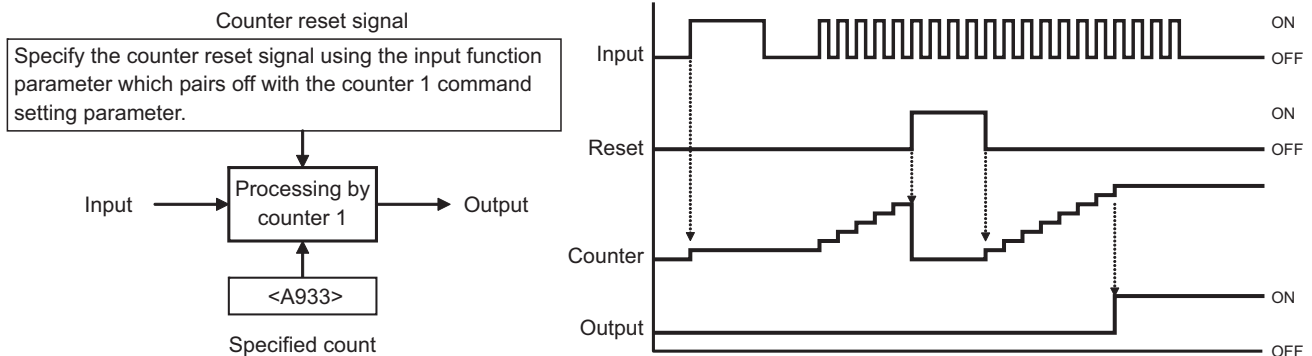 Counter reset signal
Specify the counter reset signal using the input function
parameter which pairs off with the counter 1 command
setting parameter.
Input
Processing by
counter 1
Output
<A933>
Specified count
Input
ON
OFF
Reset
ON
OFF
Counter
Output
ON
OFF